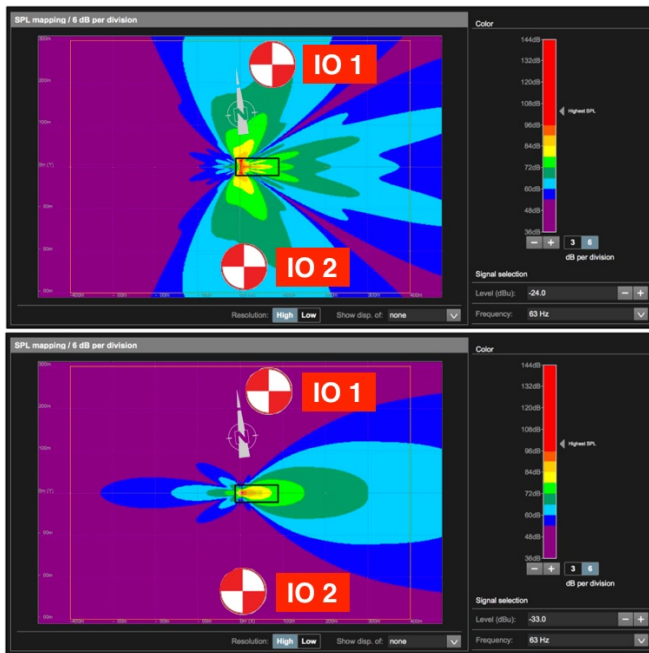 SPL mapping / 6 dB per division
IO 1
IO 2
Resolution: High Low Show disp. of: none
Color
144dB
132dB
120dB
108dB
Highest SPL
96dB
84dB
72dB
60dB
48dB
36dB
− + 3 6
dB per division
Signal selection
Level (dBu): -24.0 − +
Frequency: 63 Hz
SPL mapping / 6 dB per division
IO 1
IO 2
Resolution: High Low Show disp. of: none
Color
144dB
132dB
120dB
108dB
Highest SPL
96dB
84dB
72dB
60dB
48dB
36dB
− + 3 6
dB per division
Signal selection
Level (dBu): -33.0 − +
Frequency: 63 Hz